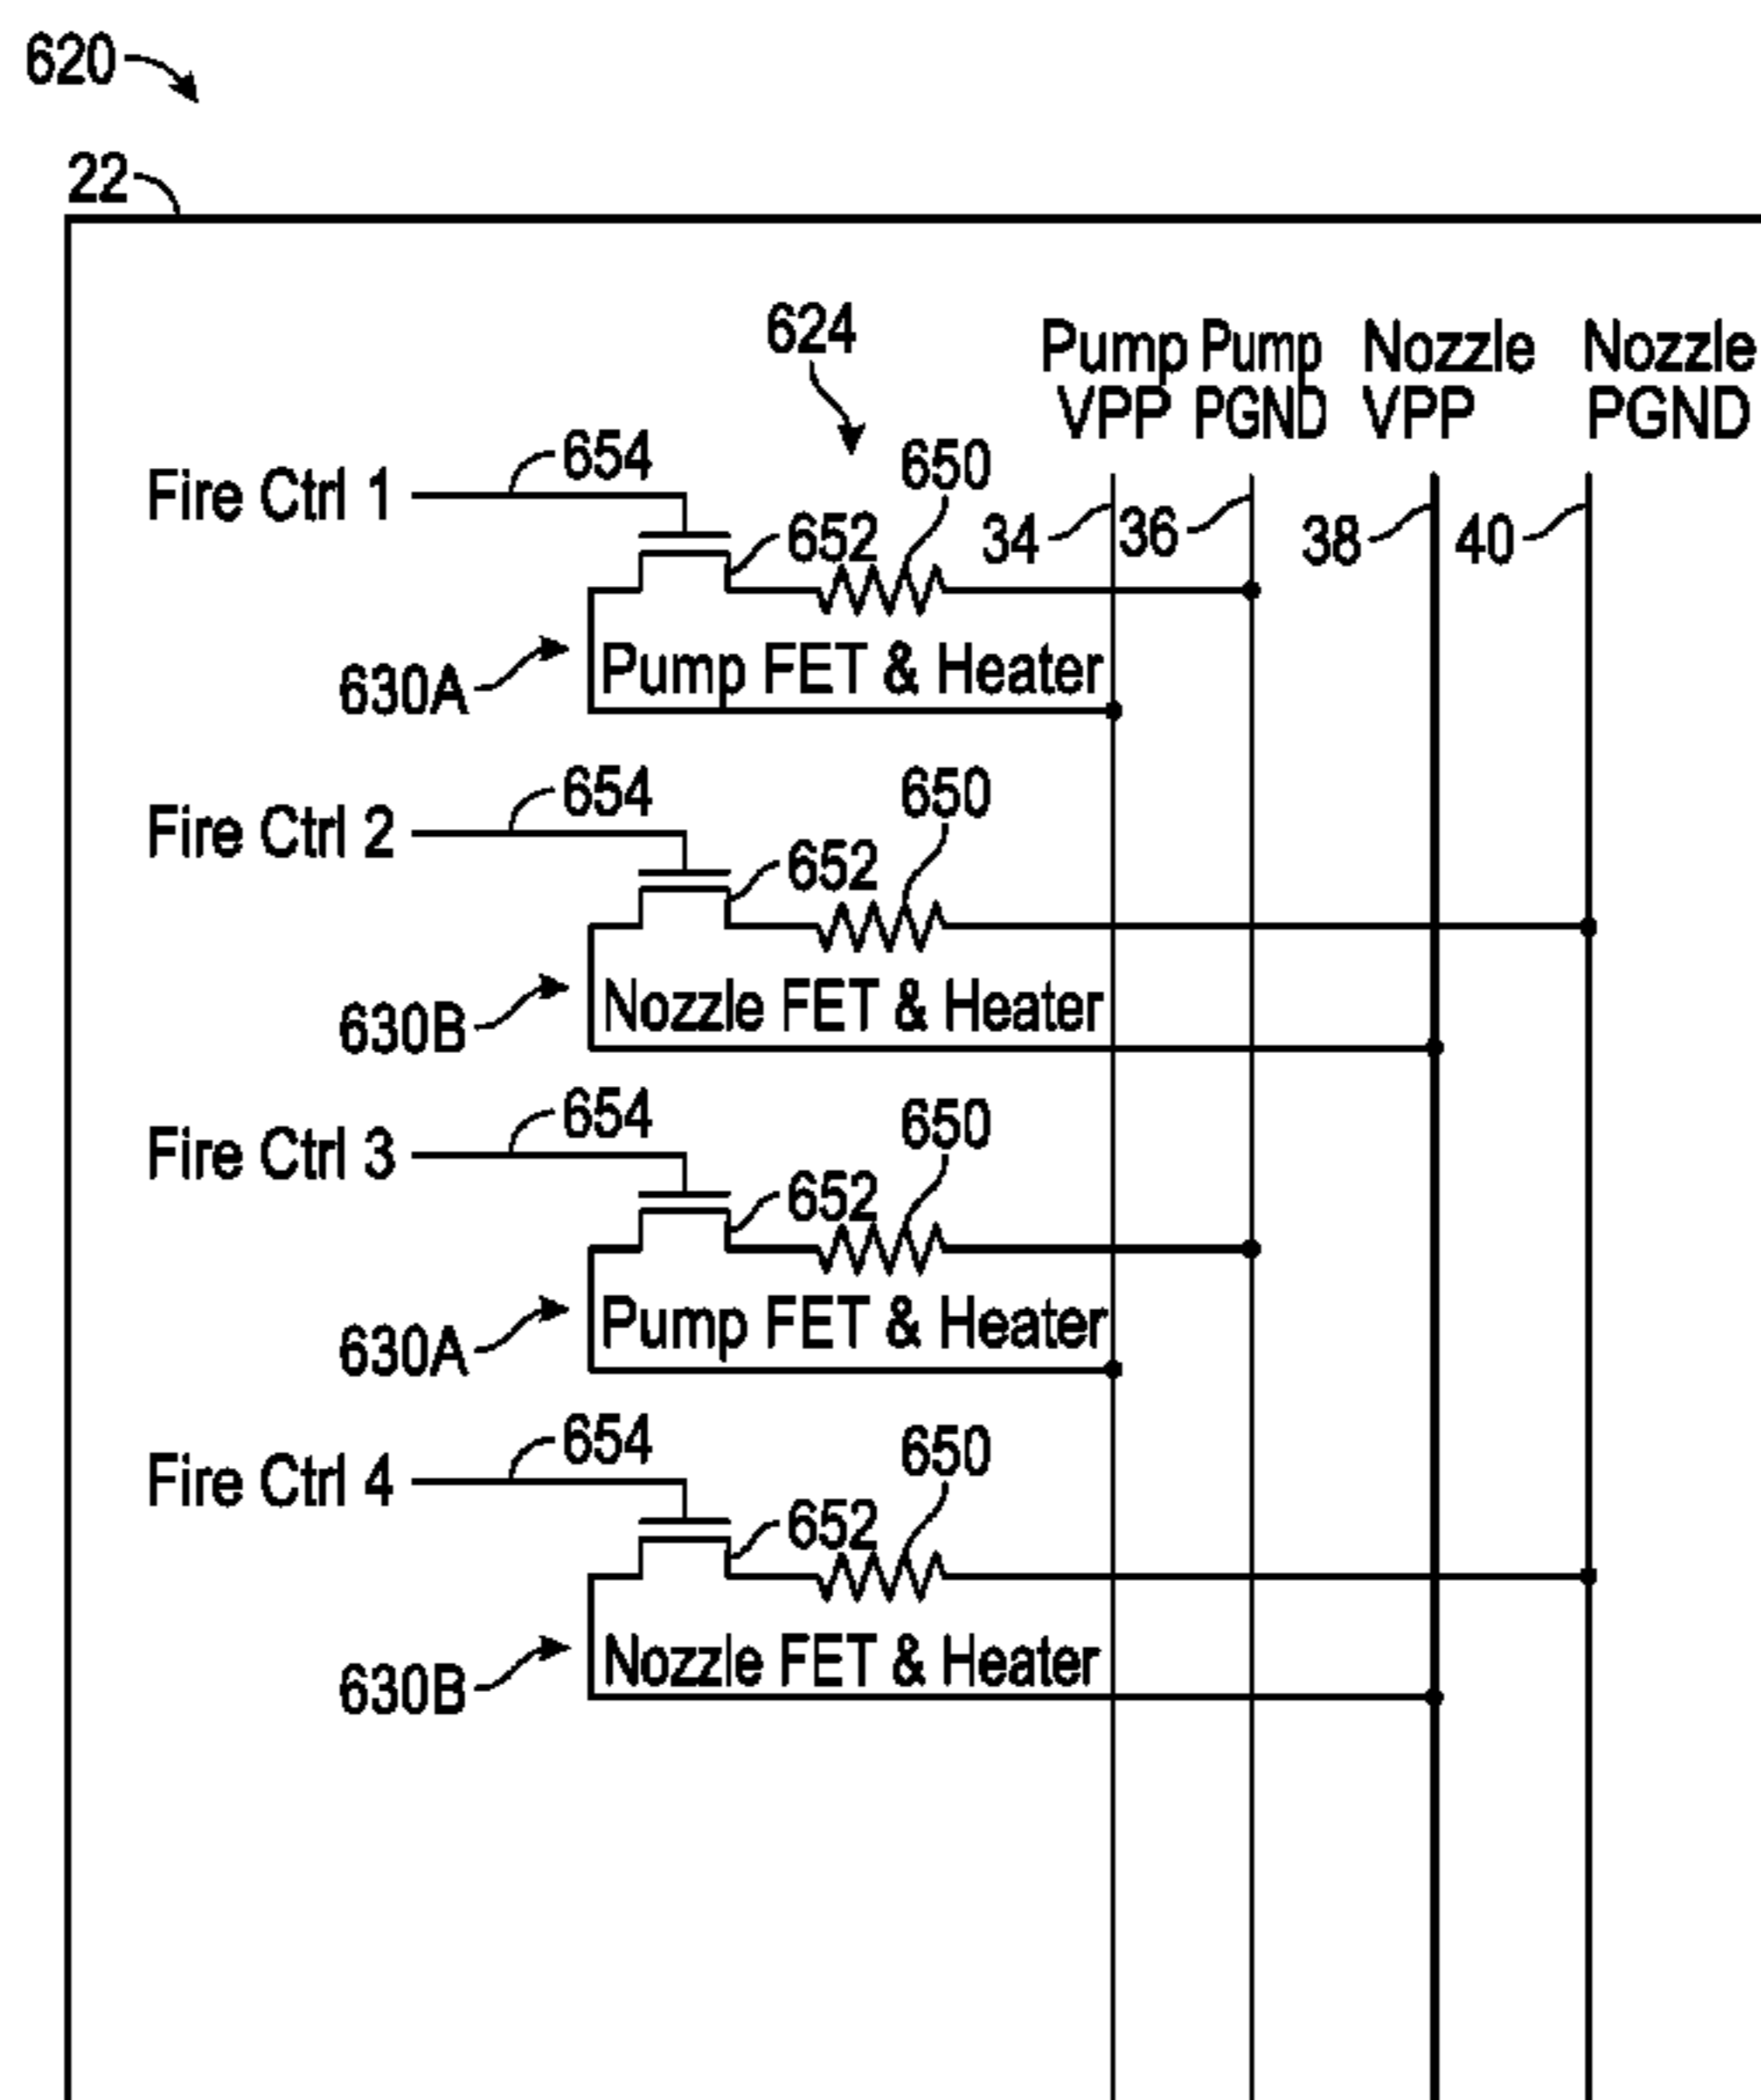 620
22
624
Pump VPP
Pump PGND
Nozzle VPP
Nozzle PGND
Fire Ctrl 1
654
652
650
34
36
38
40
630A
Pump FET & Heater
Fire Ctrl 2
654
652
650
630B
Nozzle FET & Heater
Fire Ctrl 3
654
652
650
630A
Pump FET & Heater
Fire Ctrl 4
654
652
650
630B
Nozzle FET & Heater